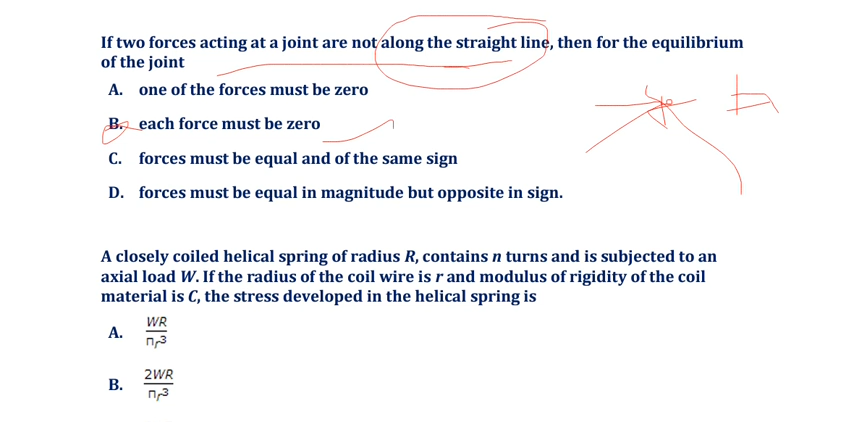 If two forces acting at a joint are not along the straight line, then for the equilibrium
of the joint
A. one of the forces must be zero
B. each force must be zero
C. forces must be equal and of the same sign
D. forces must be equal in magnitude but opposite in sign.
A closely coiled helical spring of radius R, contains n turns and is subjected to an
axial load W. If the radius of the coil wire is r and modulus of rigidity of the coil
material is C, the stress developed in the helical spring is
A. WR
πr³
B. 2WR
πr³